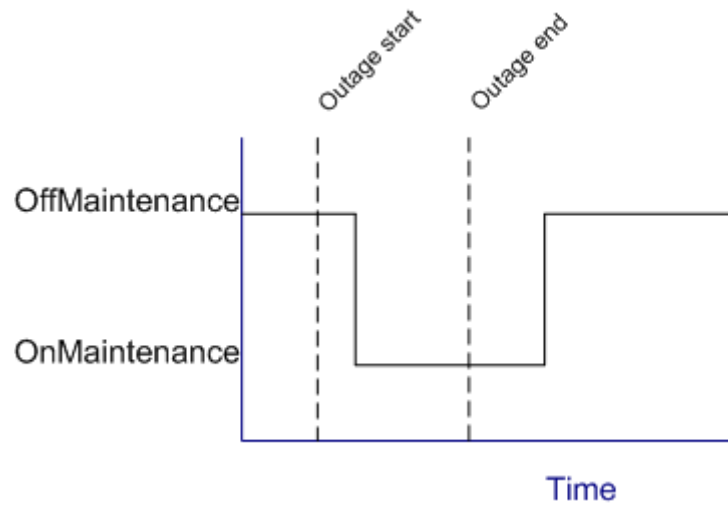 Outage start
Outage end
OffMaintenance
OnMaintenance
Time